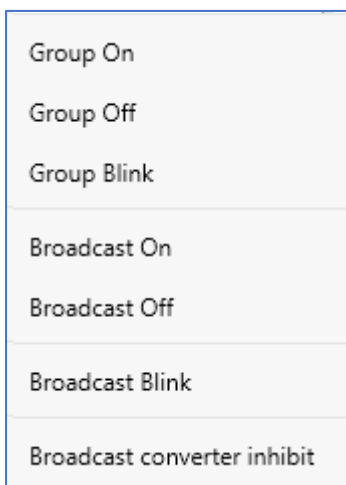 Group On
Group Off
Group Blink
Broadcast On
Broadcast Off
Broadcast Blink
Broadcast converter inhibit